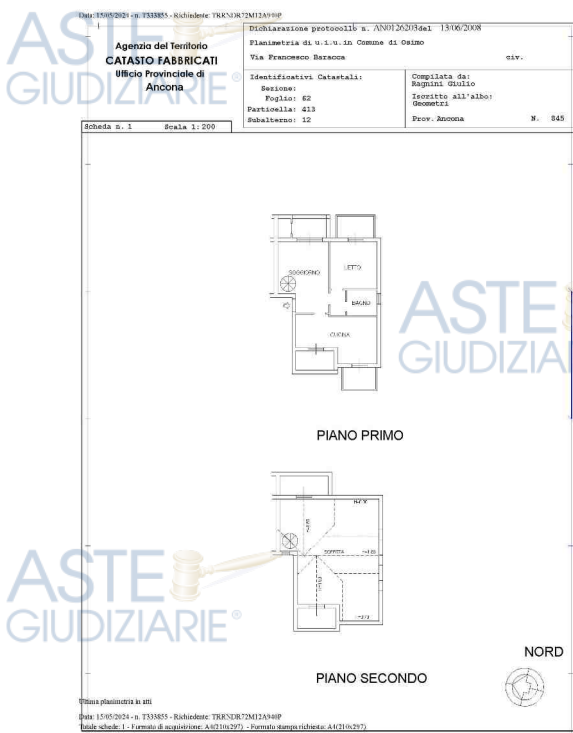 Data: 15/05/2024 - n. T333855 - Richiedente: TRRNDR72M12A940P
Agenzia del Territorio
CATASTO FABBRICATI
Ufficio Provinciale di
Ancona
Dichiarazione protocollo n. AN0126203del 13/06/2008
Planimetria di u.i.u. in Comune di Osimo
Via Francesco Baracca civ.
Identificativi Catastali:
Sezione:
Foglio: 62
Particella: 413
Subalterno: 12
Compilata da:
Ragnini Giulio
Iscritto all'albo:
Geometri
Prov. Ancona N. 845
Scheda n. 1 Scala 1:200
ASTE
GIUDIZIARIE®
SOGGIORNO
LETTO
BAGNO
CUCINA
ASTE
GIUDIZIARIE
PIANO PRIMO
SOFFITTA
ASTE
GIUDIZIARIE®
PIANO SECONDO
NORD
Ultima planimetria in atti
Data: 15/05/2024 - n. T333855 - Richiedente: TRRNDR72M12A940P
Totale schede: 1 - Formato di acquisizione: A4(210x297) - Formato stampa richiesto: A4(210x297)